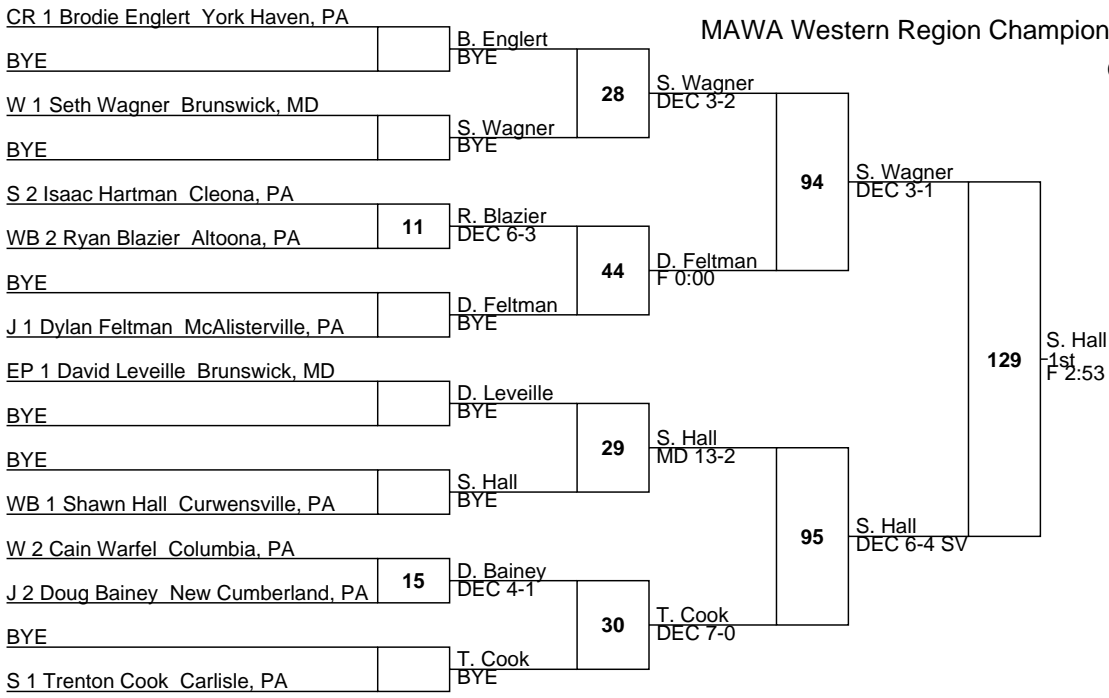 MAWA Western Region Champion
CR 1 Brodie Englert York Haven, PA
BYE
W 1 Seth Wagner Brunswick, MD
BYE
S 2 Isaac Hartman Cleona, PA
WB 2 Ryan Blazier Altoona, PA
BYE
J 1 Dylan Feltman McAlisterville, PA
EP 1 David Leveille Brunswick, MD
BYE
BYE
WB 1 Shawn Hall Curwensville, PA
W 2 Cain Warfel Columbia, PA
J 2 Doug Bainey New Cumberland, PA
BYE
S 1 Trenton Cook Carlisle, PA
11
15
B. Englert
BYE
S. Wagner
BYE
R. Blazier
DEC 6-3
D. Feltman
BYE
D. Leveille
BYE
S. Hall
BYE
D. Bainey
DEC 4-1
T. Cook
BYE
28
44
29
30
S. Wagner
DEC 3-2
D. Feltman
F 0:00
S. Hall
MD 13-2
T. Cook
DEC 7-0
94
95
S. Wagner
DEC 3-1
S. Hall
DEC 6-4 SV
129
S. Hall
1st
F 2:53